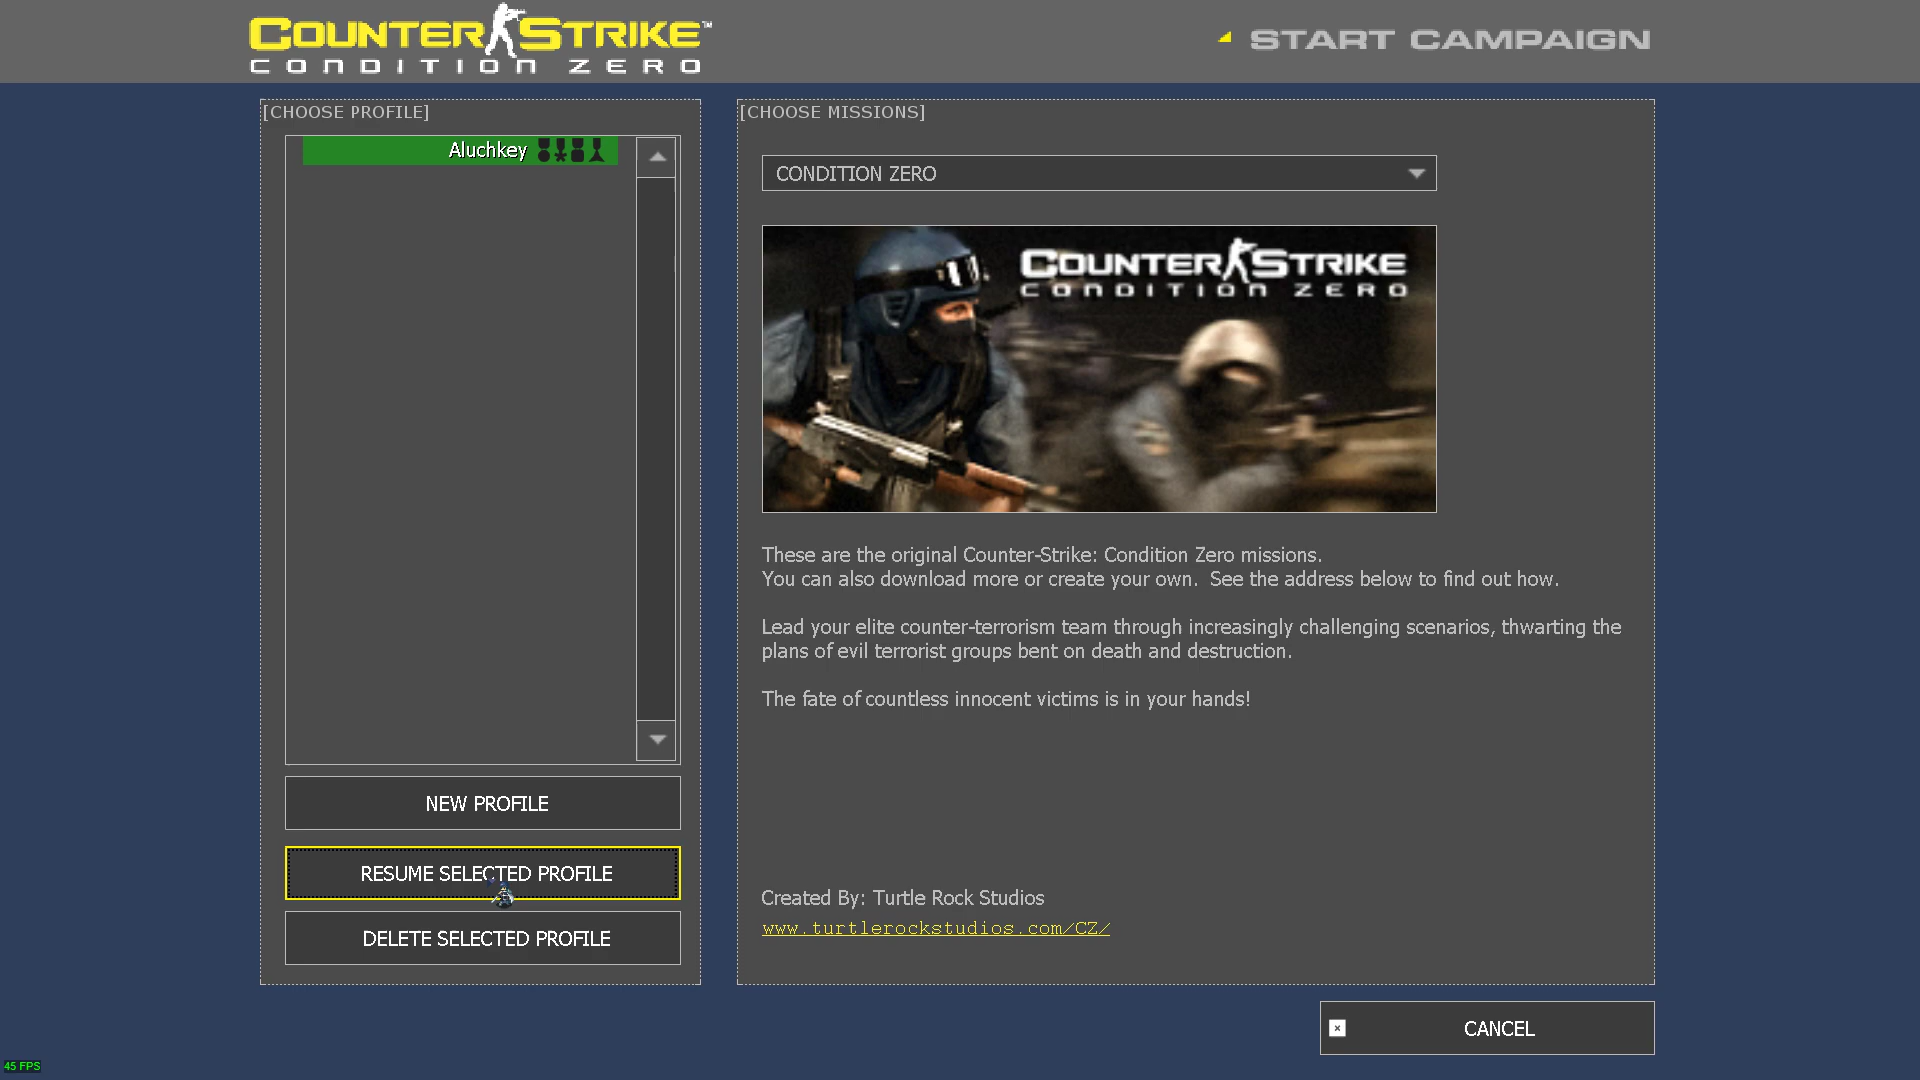 COUNTER STRIKE™
CONDITION ZERO
START CAMPAIGN
[CHOOSE PROFILE]
Aluchkey
NEW PROFILE
RESUME SELECTED PROFILE
DELETE SELECTED PROFILE
[CHOOSE MISSIONS]
CONDITION ZERO
COUNTER STRIKE
CONDITION ZERO
These are the original Counter-Strike: Condition Zero missions.
You can also download more or create your own.  See the address below to find out how.
Lead your elite counter-terrorism team through increasingly challenging scenarios, thwarting the
plans of evil terrorist groups bent on death and destruction.
The fate of countless innocent victims is in your hands!
Created By: Turtle Rock Studios
www.turtlerockstudios.com/CZ/
CANCEL
45 FPS